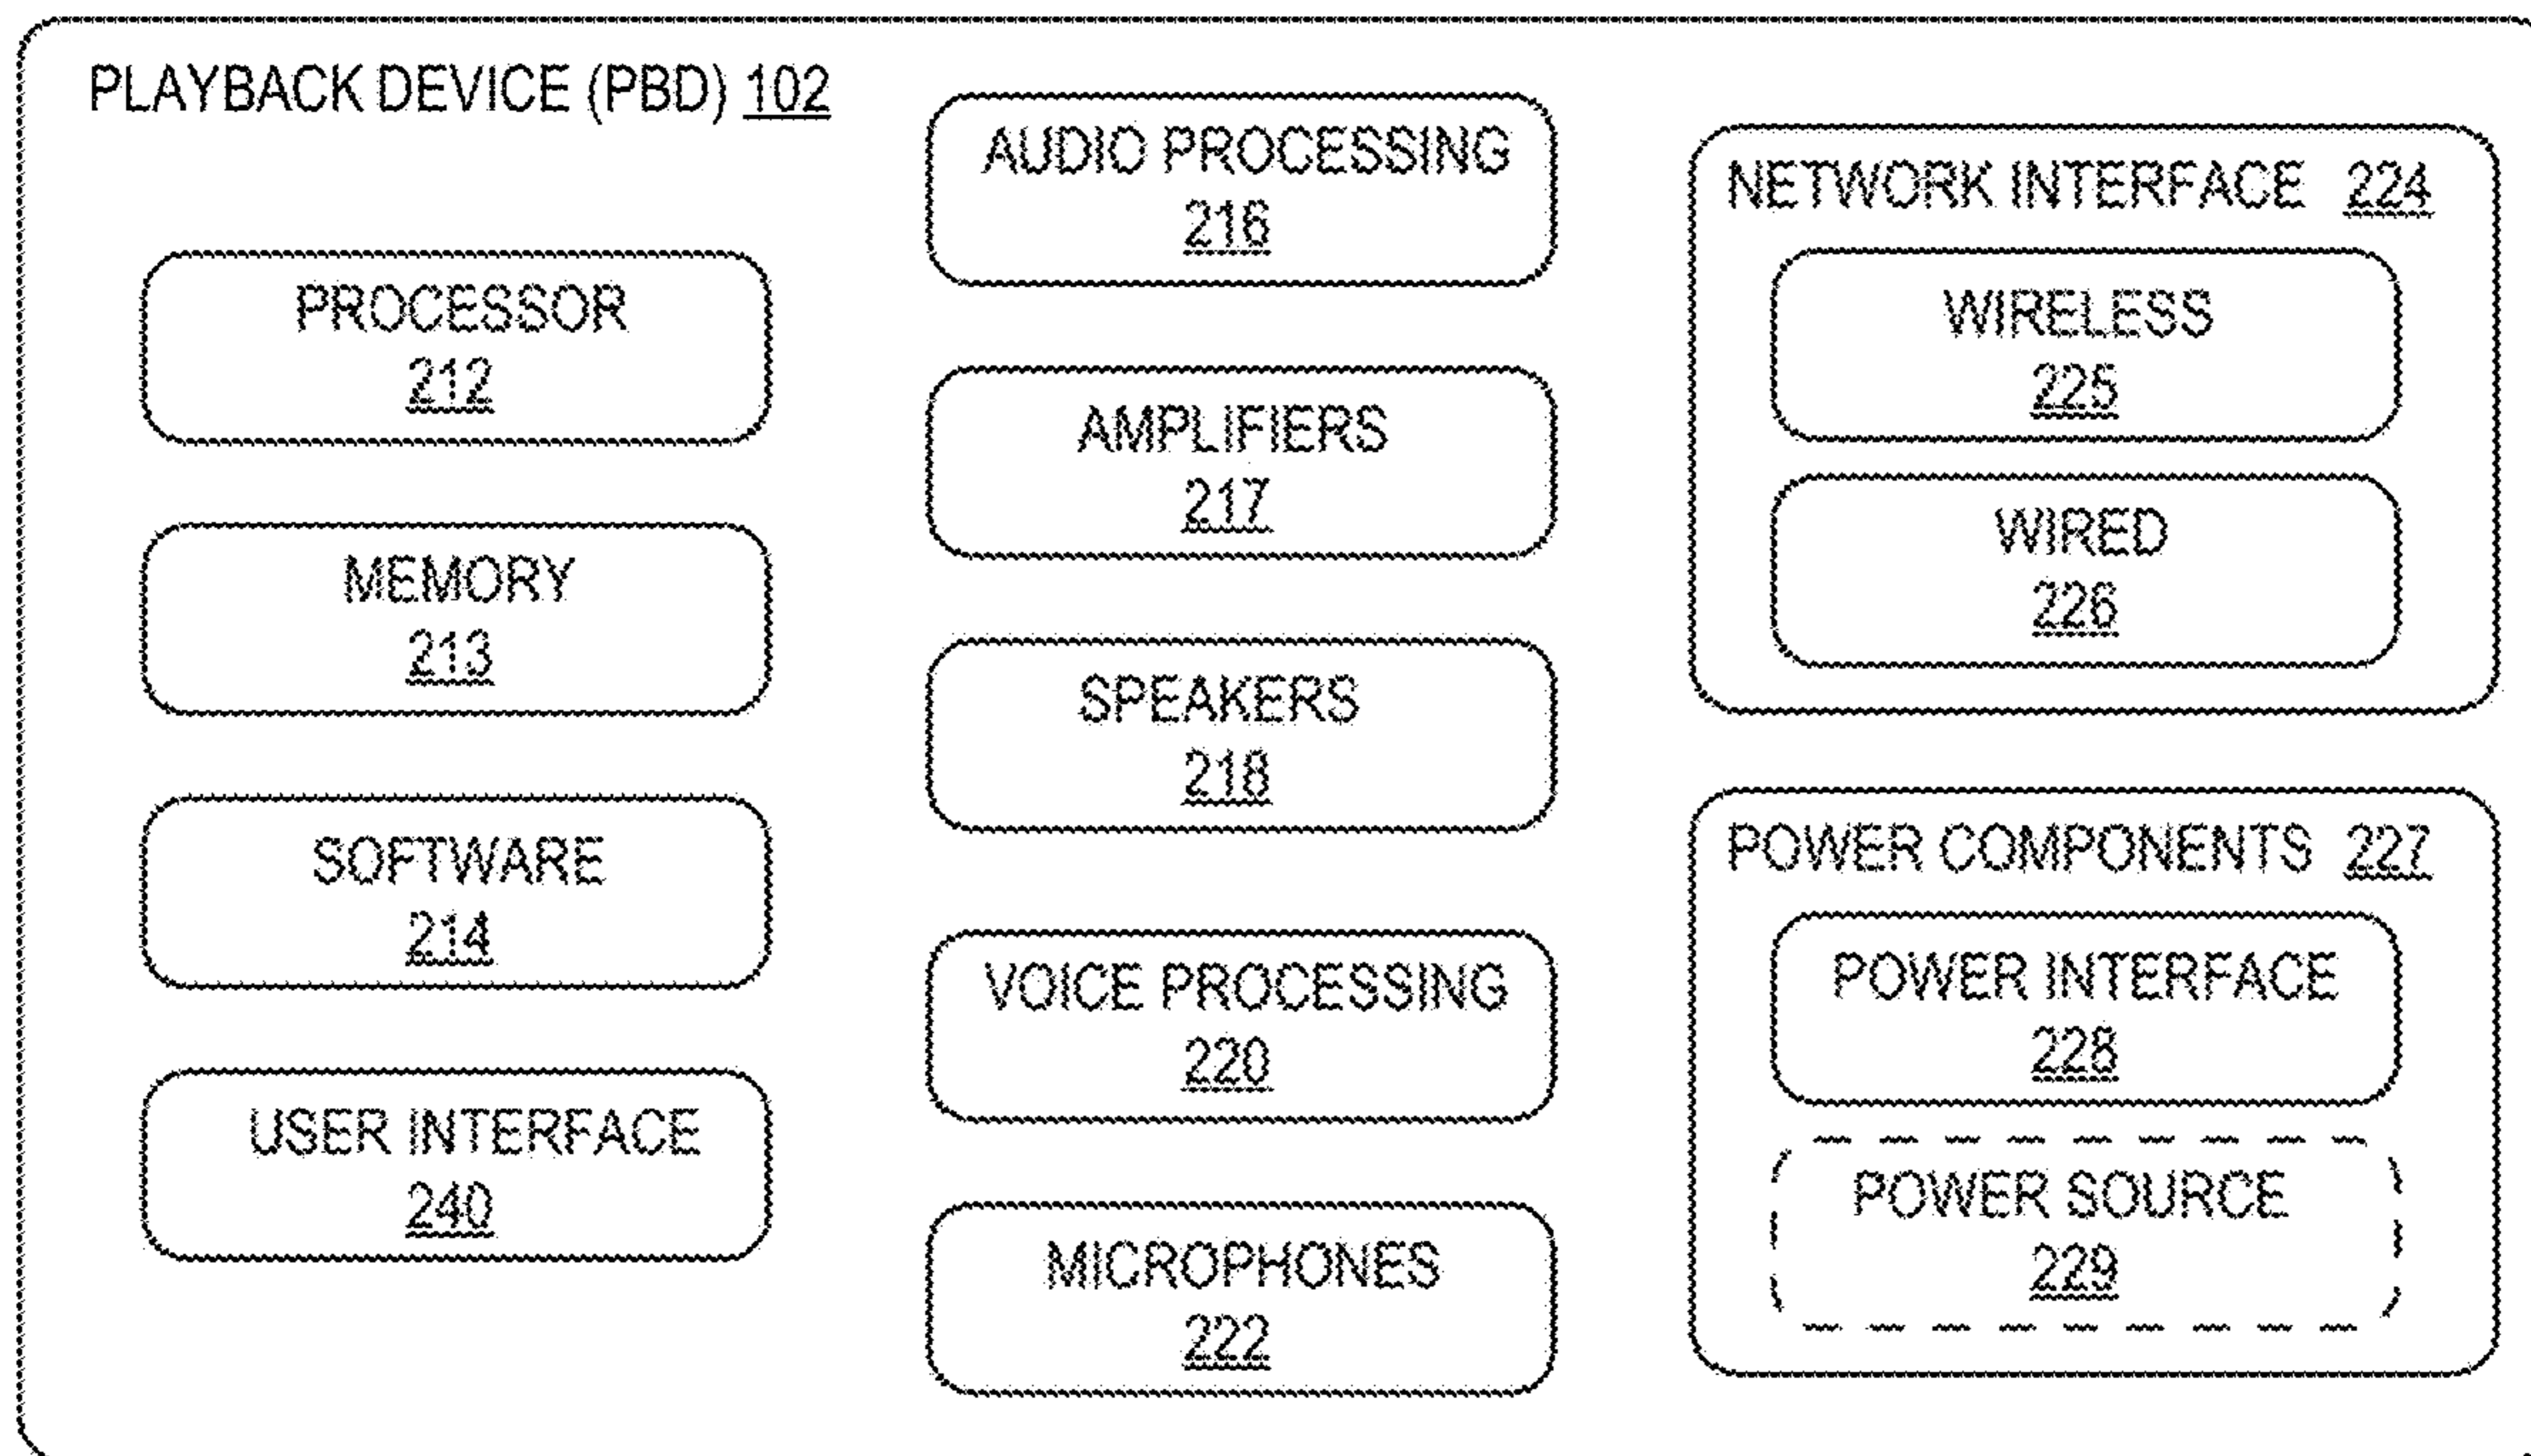 PLAYBACK DEVICE (PBD) 102
PROCESSOR
212
MEMORY
213
SOFTWARE
214
USER INTERFACE
240
AUDIO PROCESSING
216
AMPLIFIERS
217
SPEAKERS
218
VOICE PROCESSING
220
MICROPHONES
222
NETWORK INTERFACE 224
WIRELESS
225
WIRED
226
POWER COMPONENTS 227
POWER INTERFACE
228
POWER SOURCE
229